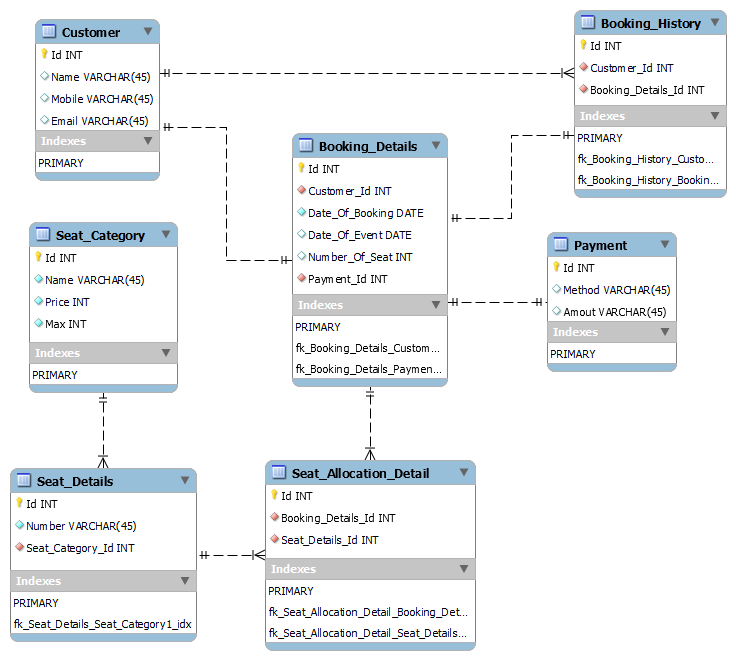 Customer
Id INT
Name VARCHAR(45)
Mobile VARCHAR(45)
Email VARCHAR(45)
Indexes
PRIMARY
Booking_History
Id INT
Customer_Id INT
Booking_Details_Id INT
Indexes
PRIMARY
fk_Booking_History_Custo...
fk_Booking_History_Bookin...
Booking_Details
Id INT
Customer_Id INT
Date_Of_Booking DATE
Date_Of_Event DATE
Number_Of_Seat INT
Payment_Id INT
Indexes
PRIMARY
fk_Booking_Details_Custom...
fk_Booking_Details_Paymen...
Seat_Category
Id INT
Name VARCHAR(45)
Price INT
Max INT
Indexes
PRIMARY
Payment
Id INT
Method VARCHAR(45)
Amout VARCHAR(45)
Indexes
PRIMARY
Seat_Details
Id INT
Number VARCHAR(45)
Seat_Category_Id INT
Indexes
PRIMARY
fk_Seat_Details_Seat_Category1_idx
Seat_Allocation_Detail
Id INT
Booking_Details_Id INT
Seat_Details_Id INT
Indexes
PRIMARY
fk_Seat_Allocation_Detail_Booking_Det...
fk_Seat_Allocation_Detail_Seat_Details...